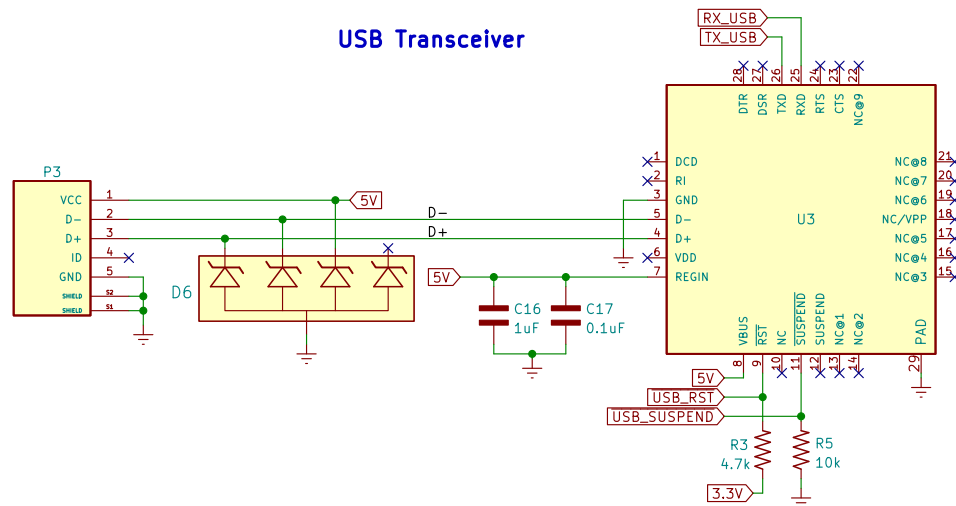 USB Transceiver
RX_USB
TX_USB
28 27 26 25 24 23 22
DTR DSR TXD RXD RTS CTS NC@9
P3
VCC 1
D- 2
D+ 3
ID 4
GND 5
SHIELD S2
SHIELD S1
5V
D-
D+
D6
5V
C16
1uF
C17
0.1uF
U3
1 DCD
2 RI
3 GND
5 D-
4 D+
6 VDD
7 REGIN
NC@8 21
NC@7 20
NC@6 19
NC/VPP 18
NC@5 17
NC@4 16
NC@3 15
VBUS RST NC SUSPEND SUSPEND NC@1 NC@2 PAD
8 9 10 11 12 13 14 29
5V
USB_RST
USB_SUSPEND
R3
4.7k
R5
10k
3.3V